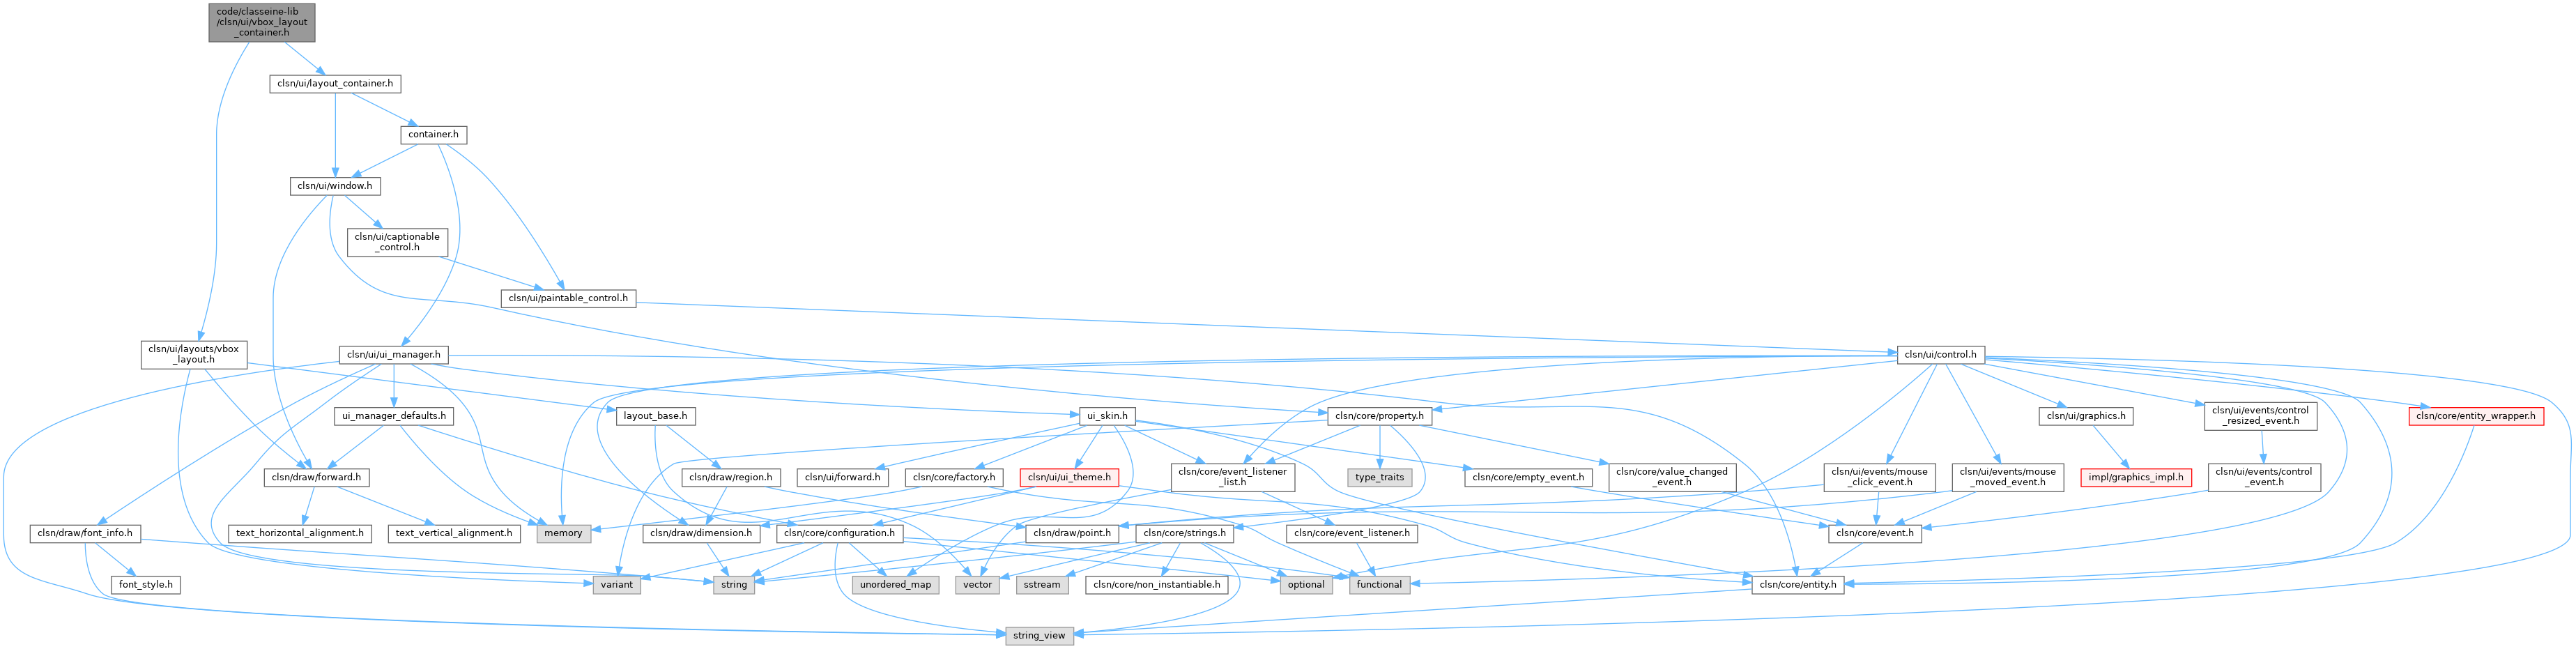 code/classeine-lib
/clsn/ui/vbox_layout
_container.h
clsn/ui/layout_container.h
container.h
clsn/ui/window.h
clsn/ui/captionable
_control.h
clsn/ui/paintable_control.h
clsn/ui/layouts/vbox
_layout.h
clsn/ui/ui_manager.h
clsn/ui/control.h
ui_manager_defaults.h
layout_base.h
ui_skin.h
clsn/core/property.h
clsn/ui/graphics.h
clsn/ui/events/control
_resized_event.h
clsn/core/entity_wrapper.h
clsn/draw/forward.h
clsn/draw/region.h
clsn/ui/forward.h
clsn/core/factory.h
clsn/ui/ui_theme.h
clsn/core/event_listener
_list.h
type_traits
clsn/core/empty_event.h
clsn/core/value_changed
_event.h
clsn/ui/events/mouse
_click_event.h
clsn/ui/events/mouse
_moved_event.h
impl/graphics_impl.h
clsn/ui/events/control
_event.h
clsn/draw/font_info.h
text_horizontal_alignment.h
text_vertical_alignment.h
memory
clsn/draw/dimension.h
clsn/core/configuration.h
clsn/draw/point.h
clsn/core/strings.h
clsn/core/event_listener.h
clsn/core/event.h
font_style.h
variant
string
unordered_map
vector
sstream
clsn/core/non_instantiable.h
optional
functional
clsn/core/entity.h
string_view